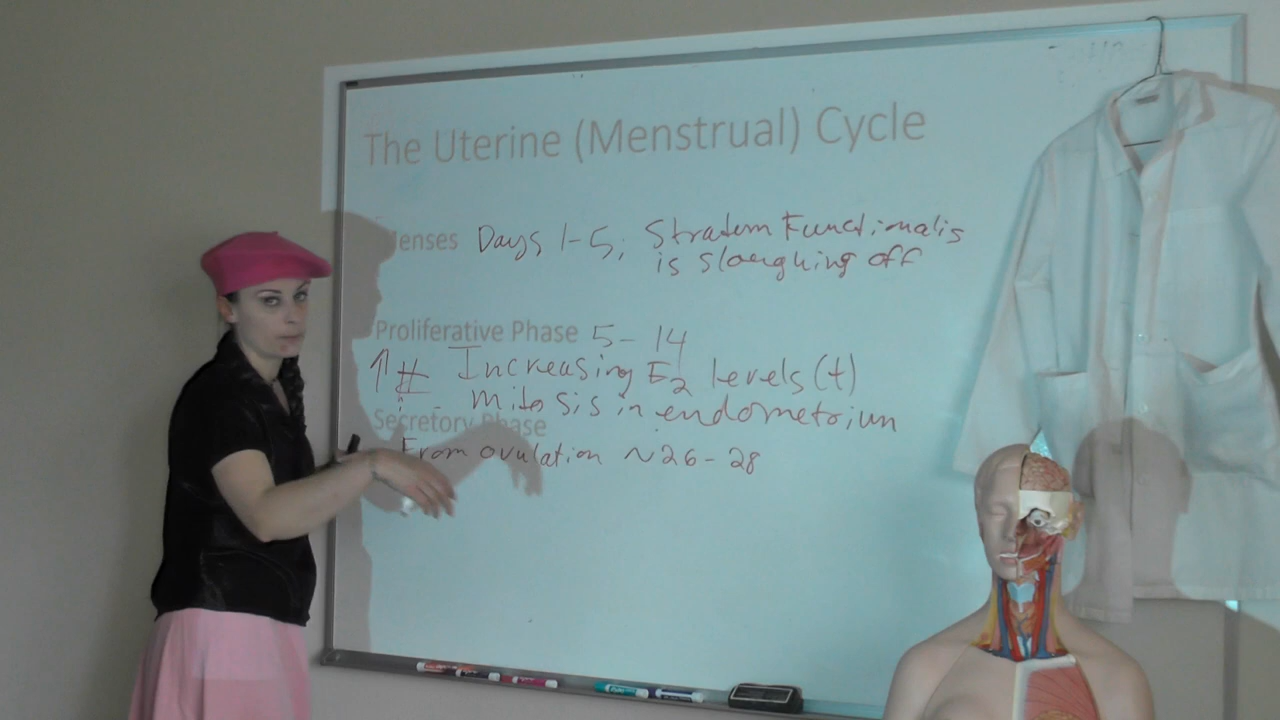 The Uterine (Menstrual) Cycle
Menses Days 1-5; Stratum Functionalis
is sloughing off
Proliferative Phase 5-14
↑ # Increasing E2 levels (+)
mitosis in endometrium
Secretory Phase
From ovulation ~26-28